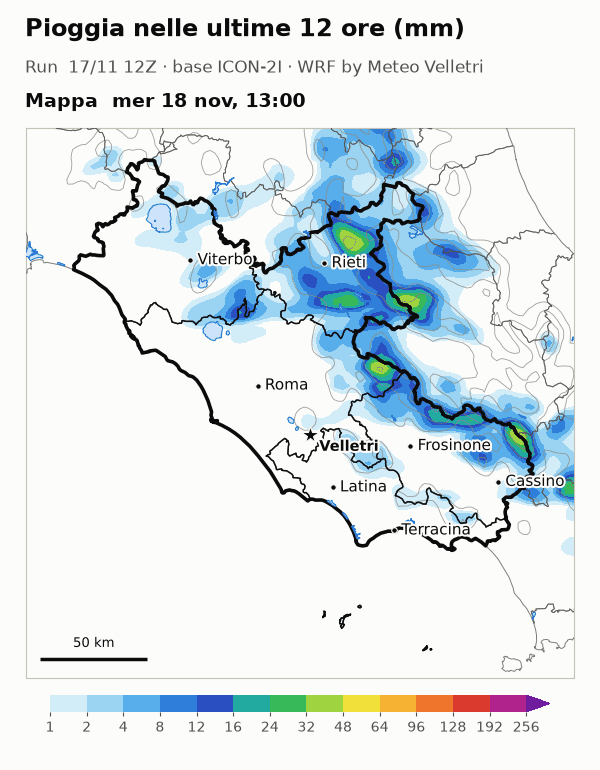 Pioggia nelle ultime 12 ore (mm)
Run  17/11 12Z · base ICON-2I · WRF by Meteo Velletri
Mappa  mer 18 nov, 13:00
Viterbo
Rieti
Roma
Velletri
Frosinone
Latina
Cassino
Terracina
50 km
1 2 4 8 12 16 24 32 48 64 96 128 192 256